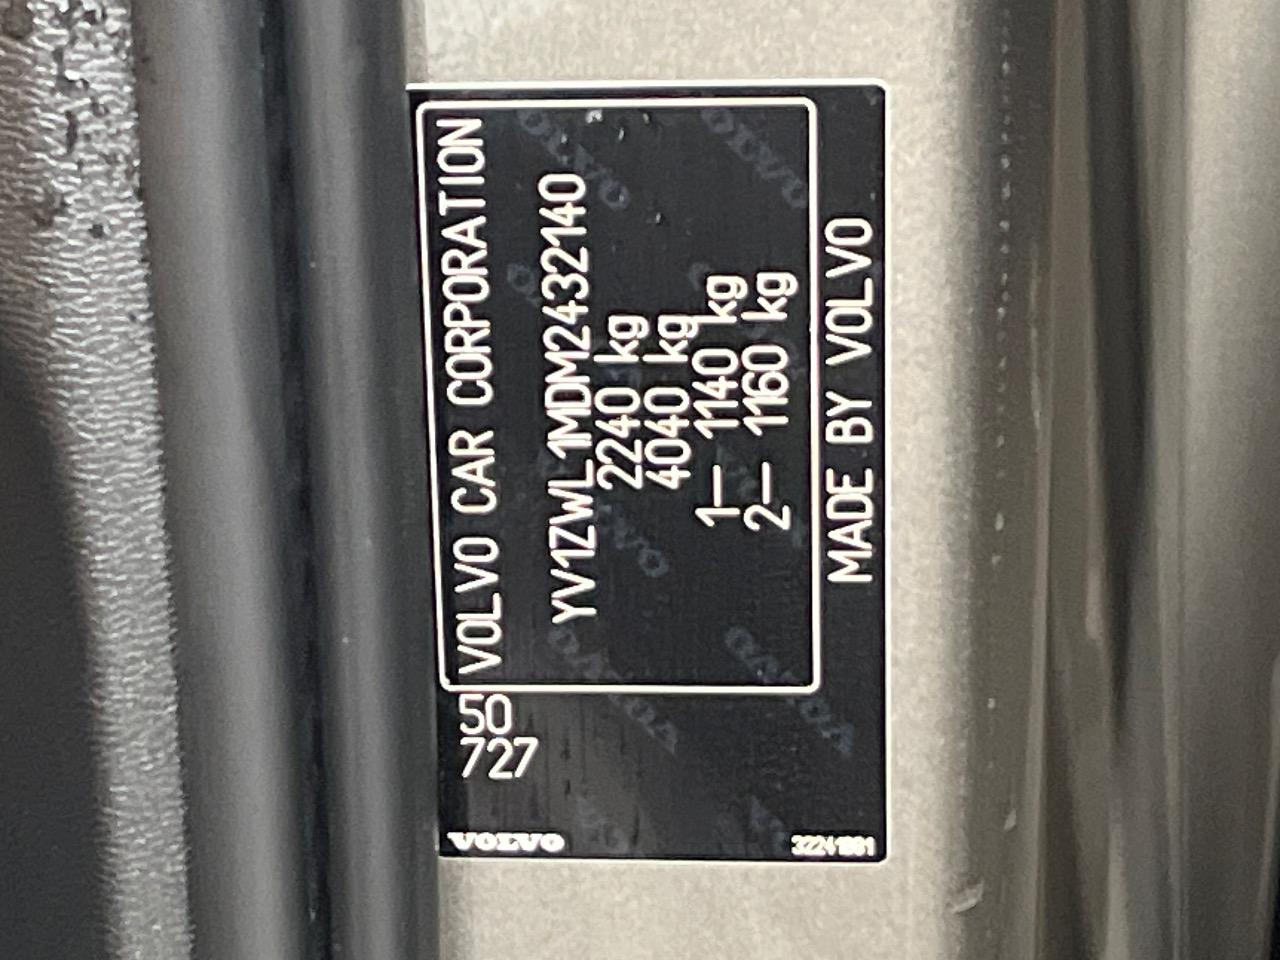 VOLVO
727
50
VOLVO CAR CORPORATION
YV1ZWL1MDM2432140
2240 kg
4040 kg
1– 1140 kg
2– 1160 kg
MADE BY VOLVO